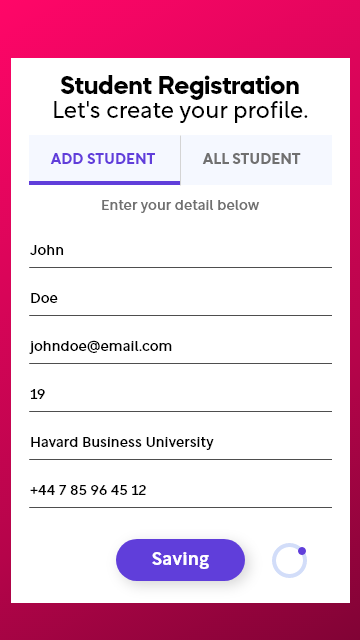 Student Registration
Let's create your profile.
ADD STUDENT
ALL STUDENT
Enter your detail below
John
Doe
johndoe@email.com
19
Havard Business University
+44 7 85 96 45 12
Saving